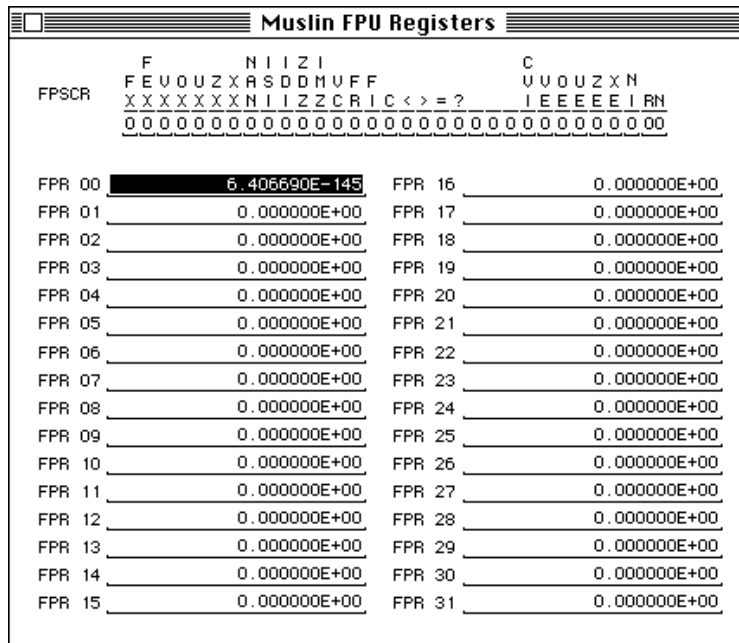 Muslin FPU Registers
F N I I Z I C
F E V O U Z X A S D D M V F F V V O U Z X N
FPSCR X X X X X X X N I I Z Z C R I C < > = ? I E E E E E I RN
0 0 0 0 0 0 0 0 0 0 0 0 0 0 0 0 0 0 0 0 0 0 0 0 0 0 0 0 0 0 00
FPR 00 6.406690E-145 FPR 16 0.000000E+00
FPR 01 0.000000E+00 FPR 17 0.000000E+00
FPR 02 0.000000E+00 FPR 18 0.000000E+00
FPR 03 0.000000E+00 FPR 19 0.000000E+00
FPR 04 0.000000E+00 FPR 20 0.000000E+00
FPR 05 0.000000E+00 FPR 21 0.000000E+00
FPR 06 0.000000E+00 FPR 22 0.000000E+00
FPR 07 0.000000E+00 FPR 23 0.000000E+00
FPR 08 0.000000E+00 FPR 24 0.000000E+00
FPR 09 0.000000E+00 FPR 25 0.000000E+00
FPR 10 0.000000E+00 FPR 26 0.000000E+00
FPR 11 0.000000E+00 FPR 27 0.000000E+00
FPR 12 0.000000E+00 FPR 28 0.000000E+00
FPR 13 0.000000E+00 FPR 29 0.000000E+00
FPR 14 0.000000E+00 FPR 30 0.000000E+00
FPR 15 0.000000E+00 FPR 31 0.000000E+00